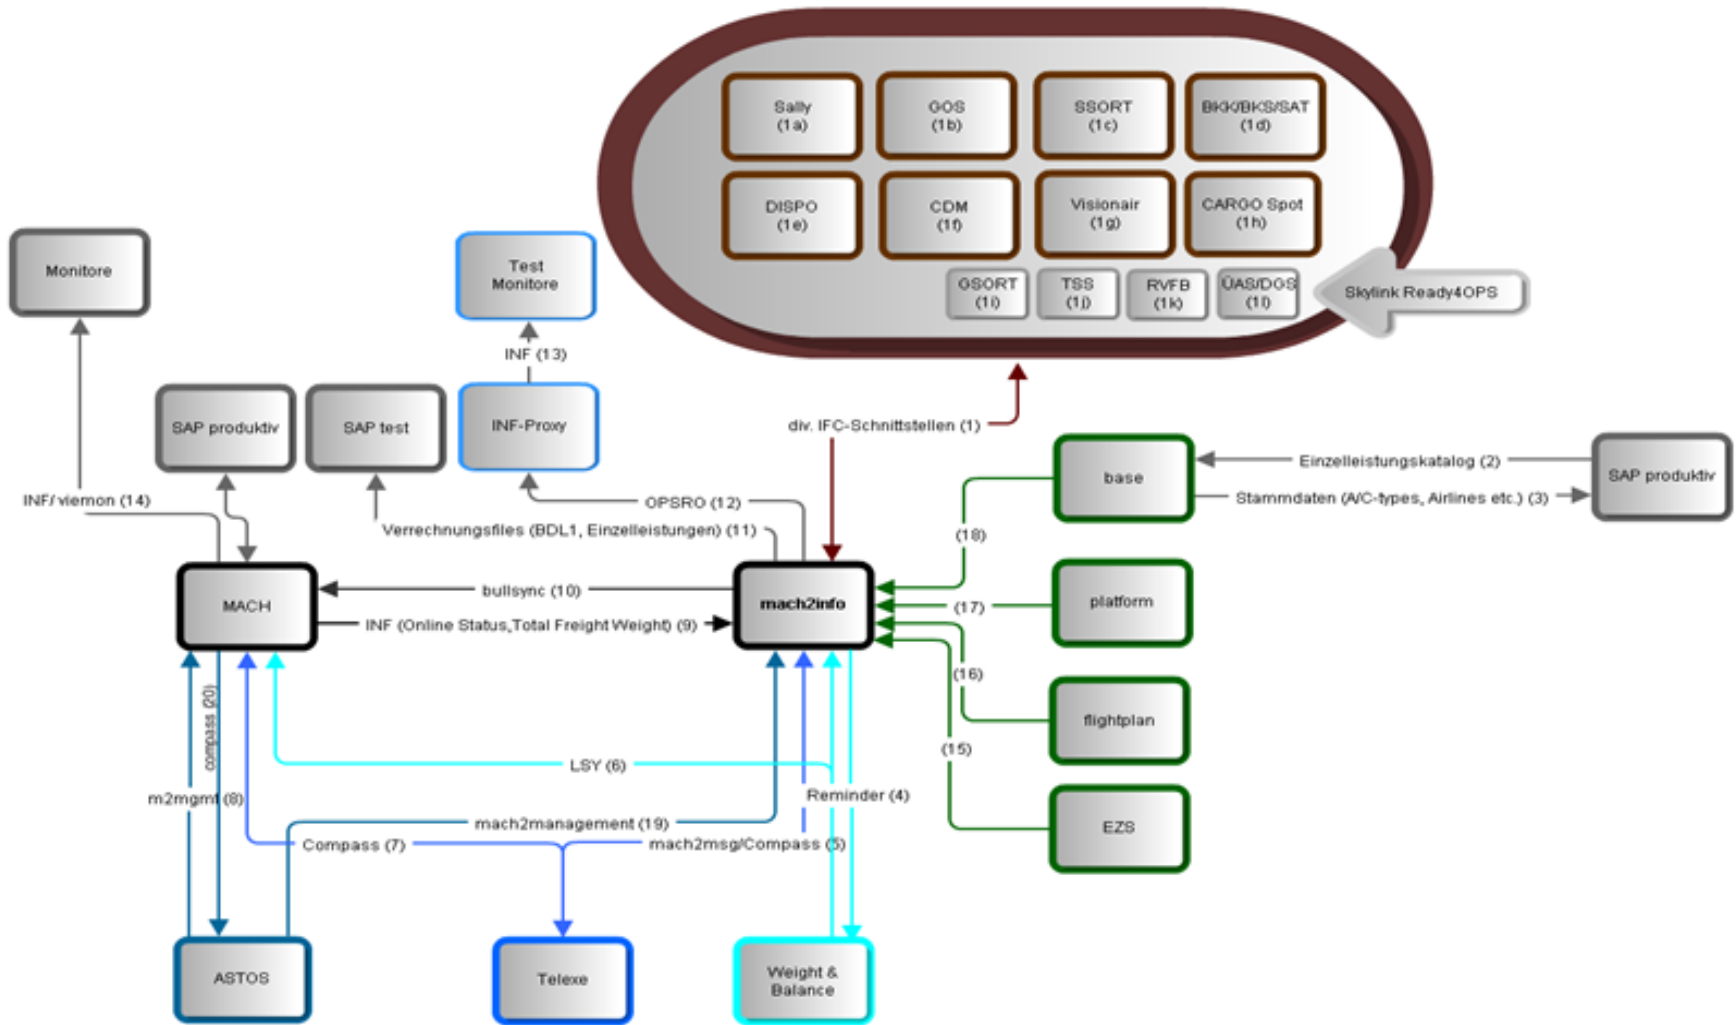 Sally
(1a)
GOS
(1b)
SSORT
(1c)
BKK/BKS/SAT
(1d)
DISPO
(1e)
CDM
(1f)
Visionair
(1g)
CARGO Spot
(1h)
GSORT
(1i)
TSS
(1j)
RVFB
(1k)
ÜAS/DGS
(1l)
Skylink Ready4OPS
Monitore
Test
Monitore
INF (13)
SAP produktiv
SAP test
INF-Proxy
div. IFC-Schnittstellen (1)
base
Einzelleistungskatalog (2)
Stammdaten (A/C-types, Airlines etc.) (3)
SAP produktiv
INF/viemon (14)
OPSRO (12)
Verrechnungsfiles (BDL1, Einzelleistungen) (11)
(18)
MACH
bullsync (10)
INF (Online Status,Total Freight Weight) (9)
mach2info
(17)
platform
(16)
flightplan
(15)
EZS
compass (20)
m2mgmt (8)
LSY (6)
Reminder (4)
mach2management (19)
Compass (7)
mach2msg/Compass (5)
ASTOS
Telexe
Weight &
Balance